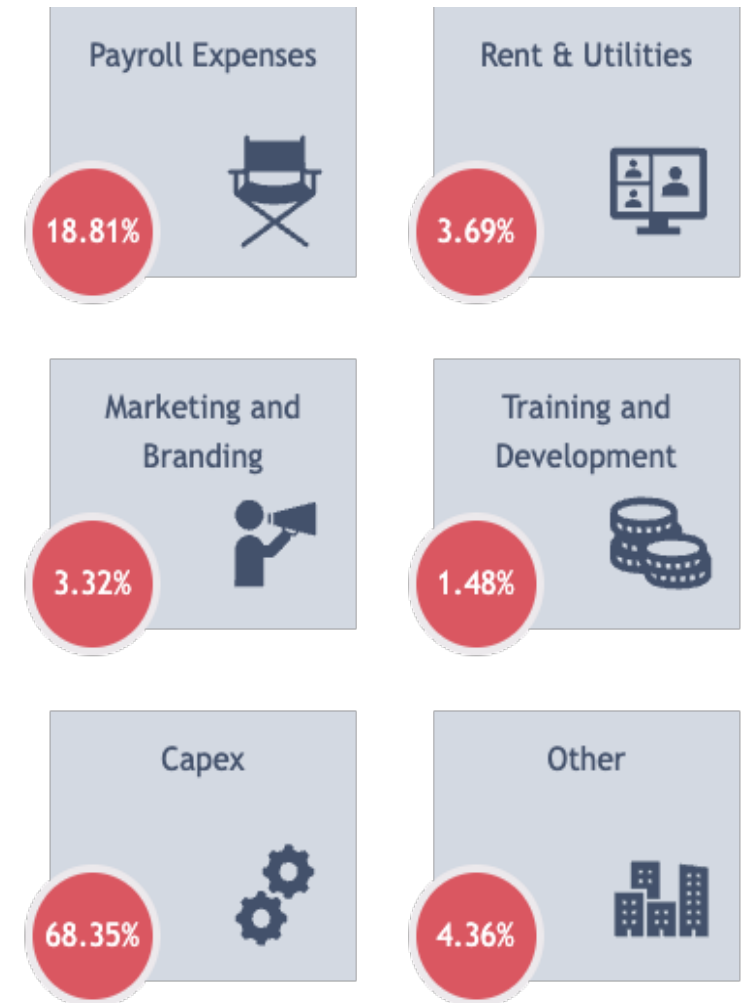 Payroll Expenses
18.81%
Rent & Utilities
3.69%
Marketing and
Branding
3.32%
Training and
Development
1.48%
Capex
68.35%
Other
4.36%